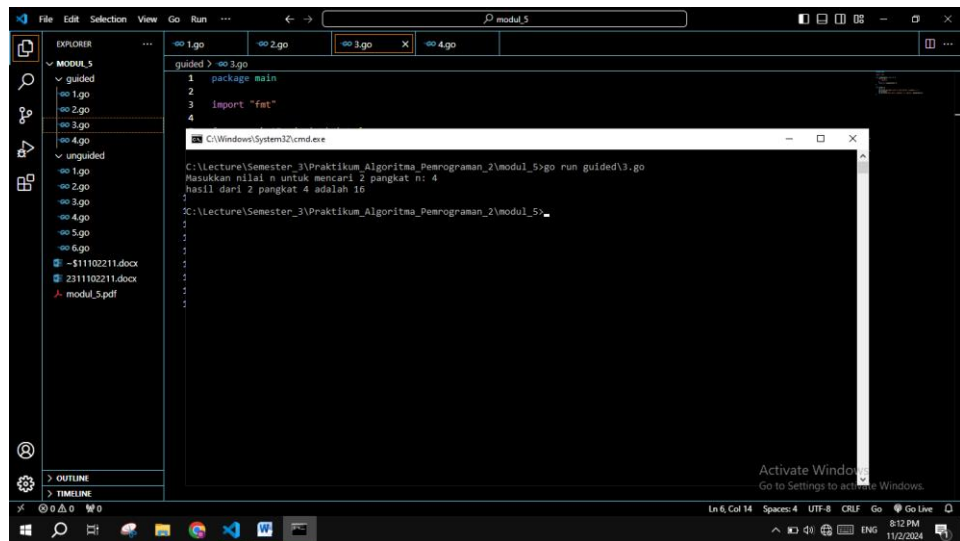 File Edit Selection View Go Run ...
modul_5
EXPLORER
1.go
2.go
3.go
4.go
MODUL_5
guided
1.go
2.go
3.go
4.go
unguided
1.go
2.go
3.go
4.go
5.go
6.go
~$11102211.docx
2311102211.docx
modul_5.pdf
OUTLINE
TIMELINE
guided > 3.go
1 package main
2
3 import "fmt"
4
C:\Windows\System32\cmd.exe
C:\Lecture\Semester_3\Praktikum_Algoritma_Pemrograman_2\modul_5>go run guided\3.go
Masukkan nilai n untuk mencari 2 pangkat n: 4
hasil dari 2 pangkat 4 adalah 16
C:\Lecture\Semester_3\Praktikum_Algoritma_Pemrograman_2\modul_5>
Activate Windows
Go to Settings to activate Windows.
0 0 0
Ln 6, Col 14 Spaces: 4 UTF-8 CRLF Go Go Live
ENG
8:12 PM
11/2/2024